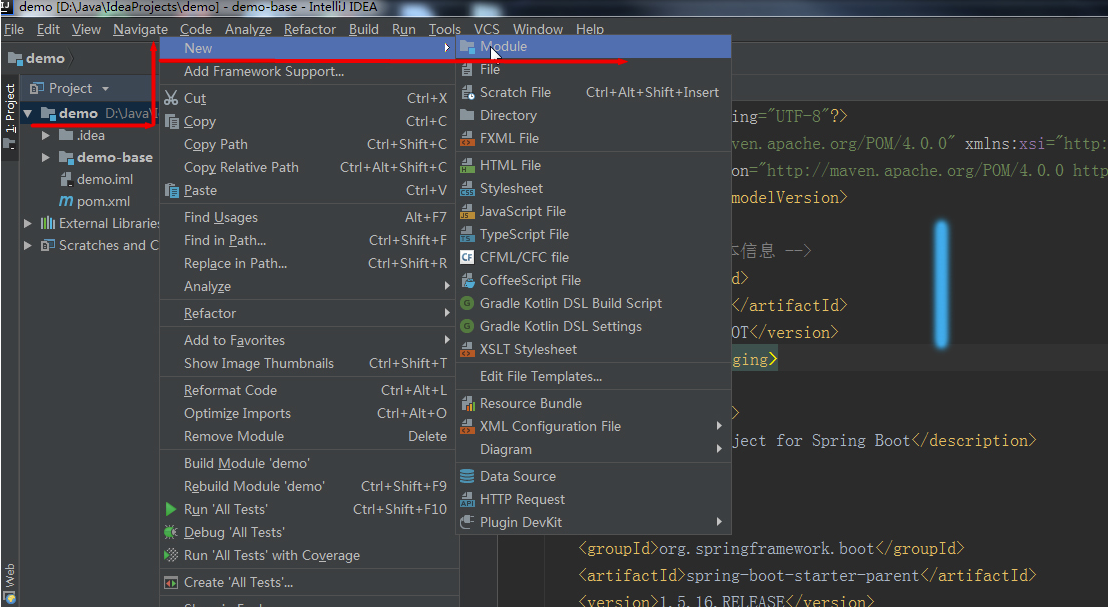 demo [D:\Java\IdeaProjects\demo] - demo-base - IntelliJ IDEA
File Edit View Navigate Code Analyze Refactor Build Run Tools VCS Window Help
demo
1: Project
Project
demo D:\Java\I
.idea
demo-base
demo.iml
pom.xml
External Librarie
Scratches and C
Web
New
Add Framework Support...
Cut Ctrl+X
Copy Ctrl+C
Copy Path Ctrl+Shift+C
Copy Relative Path Ctrl+Alt+Shift+C
Paste Ctrl+V
Find Usages Alt+F7
Find in Path... Ctrl+Shift+F
Replace in Path... Ctrl+Shift+R
Analyze
Refactor
Add to Favorites
Show Image Thumbnails Ctrl+Shift+T
Reformat Code Ctrl+Alt+L
Optimize Imports Ctrl+Alt+O
Remove Module Delete
Build Module 'demo'
Rebuild Module 'demo' Ctrl+Shift+F9
Run 'All Tests' Ctrl+Shift+F10
Debug 'All Tests'
Run 'All Tests' with Coverage
Create 'All Tests'...
Module
File
Scratch File Ctrl+Alt+Shift+Insert
Directory
FXML File
HTML File
Stylesheet
JavaScript File
TypeScript File
CFML/CFC file
CoffeeScript File
Gradle Kotlin DSL Build Script
Gradle Kotlin DSL Settings
XSLT Stylesheet
Edit File Templates...
Resource Bundle
XML Configuration File
Diagram
Data Source
HTTP Request
Plugin DevKit
ing="UTF-8"?>
ven.apache.org/POM/4.0.0" xmlns:xsi="http:
on="http://maven.apache.org/POM/4.0.0 http
modelVersion>
信息 -->
d>
</artifactId>
OT</version>
ging>
>
ject for Spring Boot</description>
<groupId>org.springframework.boot</groupId>
<artifactId>spring-boot-starter-parent</artifactId>
<version>1.5.16.RELEASE</version>